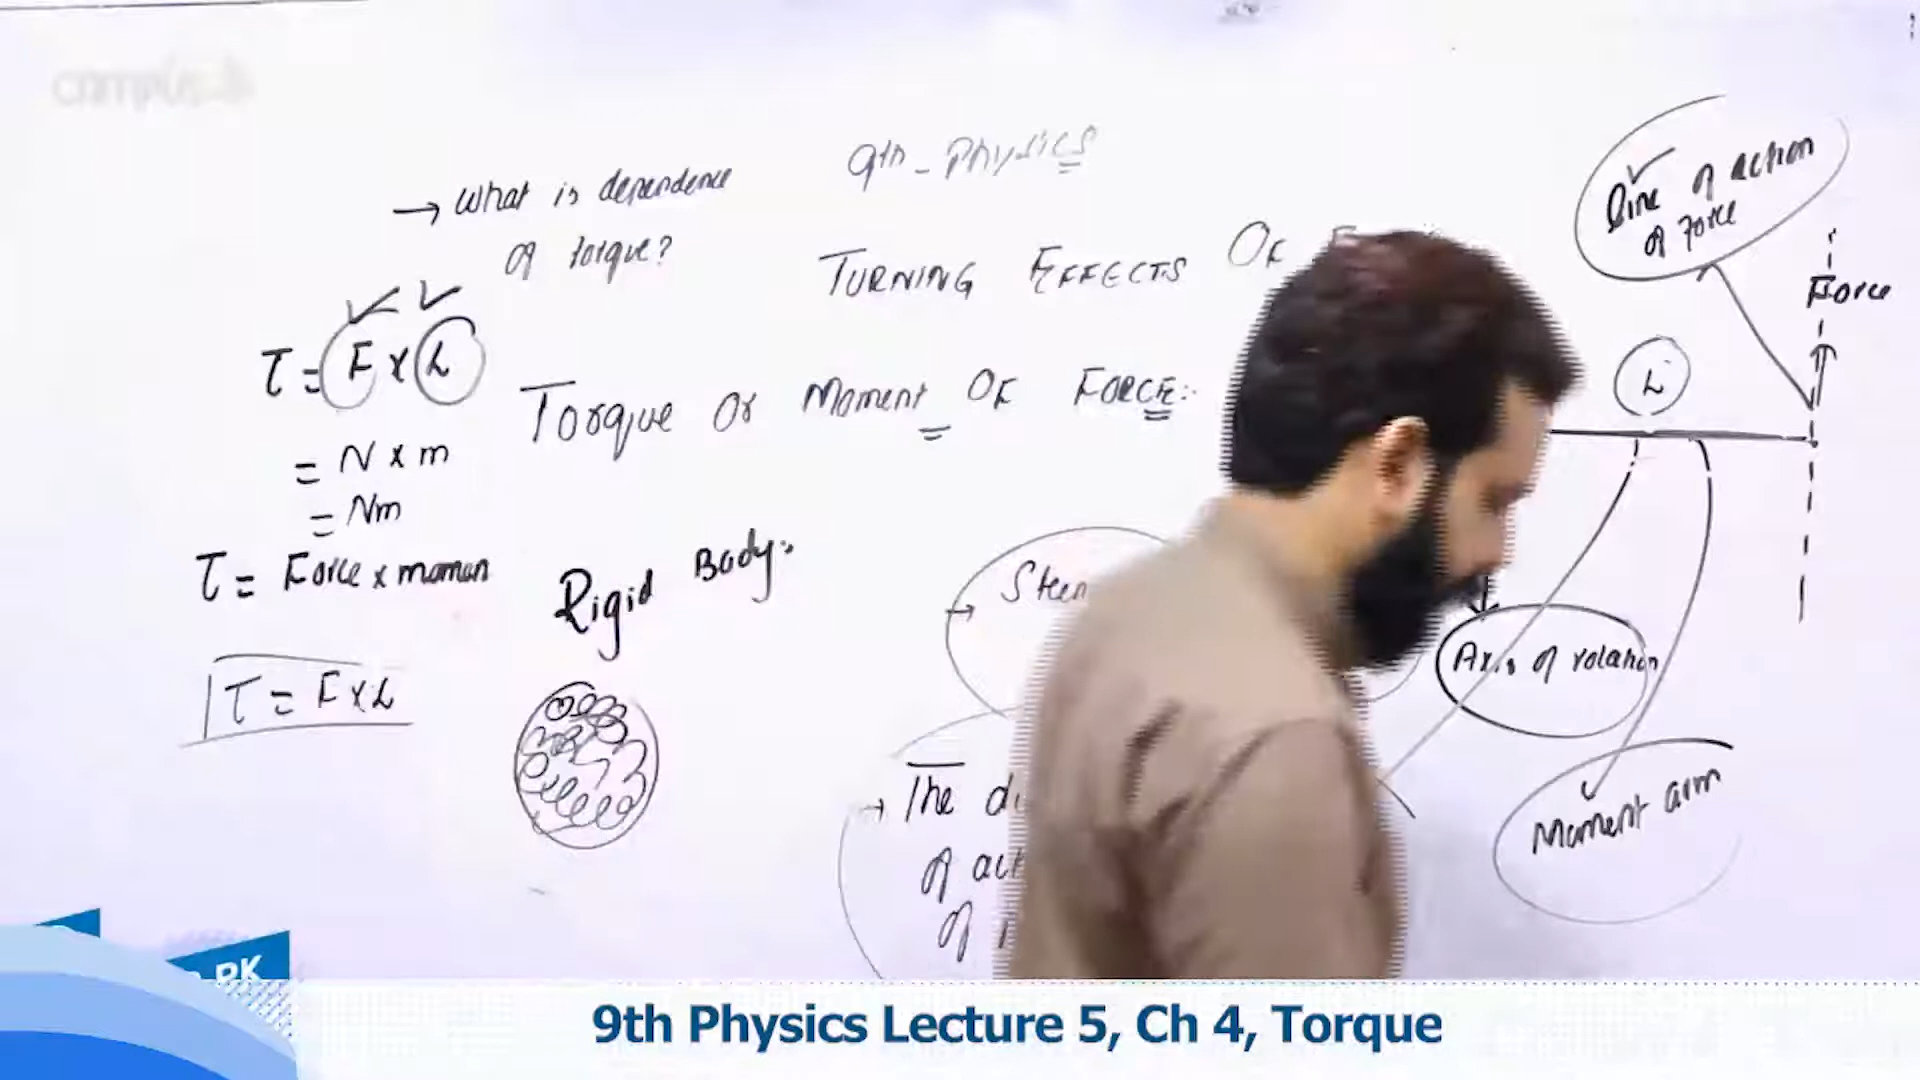 9th - Physics
→ What is dependence
of torque?
TURNING EFFECTS OF
τ = F x L
= N x m
= Nm
τ = Force x momen
τ = F x L
Torque or Moment OF FORCE:-
Rigid Body:
→ Steer
→ The
of
of
Line of action
of Force
Force
L
Axis of rotation
Moment arm
.PK
9th Physics Lecture 5, Ch 4, Torque